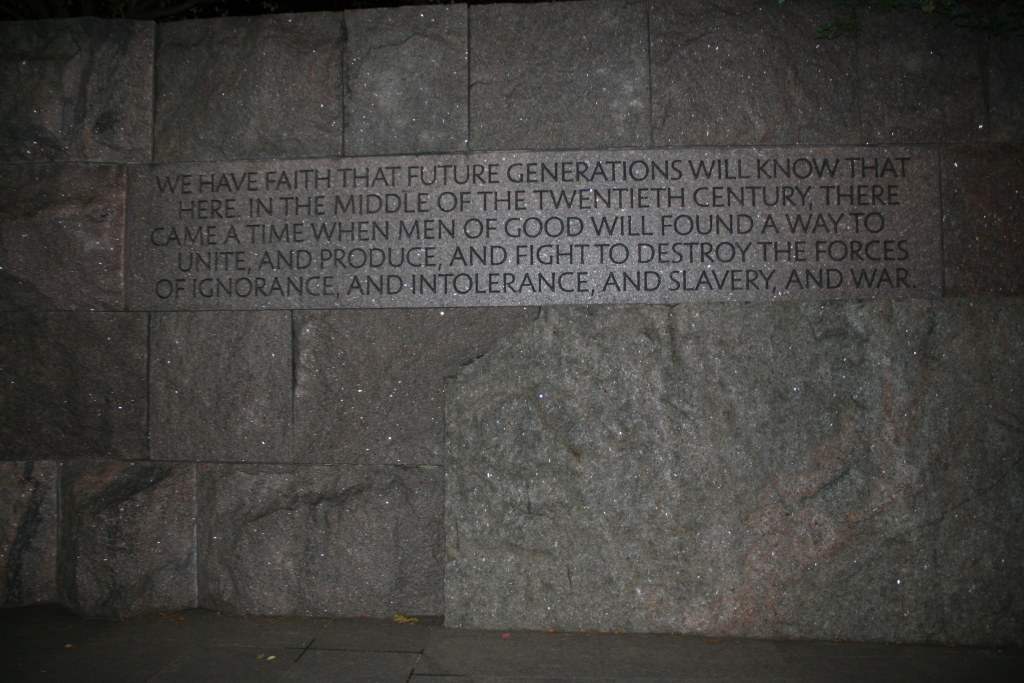 WE HAVE FAITH THAT FUTURE GENERATIONS WILL KNOW THAT
HERE, IN THE MIDDLE OF THE TWENTIETH CENTURY, THERE
CAME A TIME WHEN MEN OF GOOD WILL FOUND A WAY TO
UNITE, AND PRODUCE, AND FIGHT TO DESTROY THE FORCES
OF IGNORANCE, AND INTOLERANCE, AND SLAVERY, AND WAR.